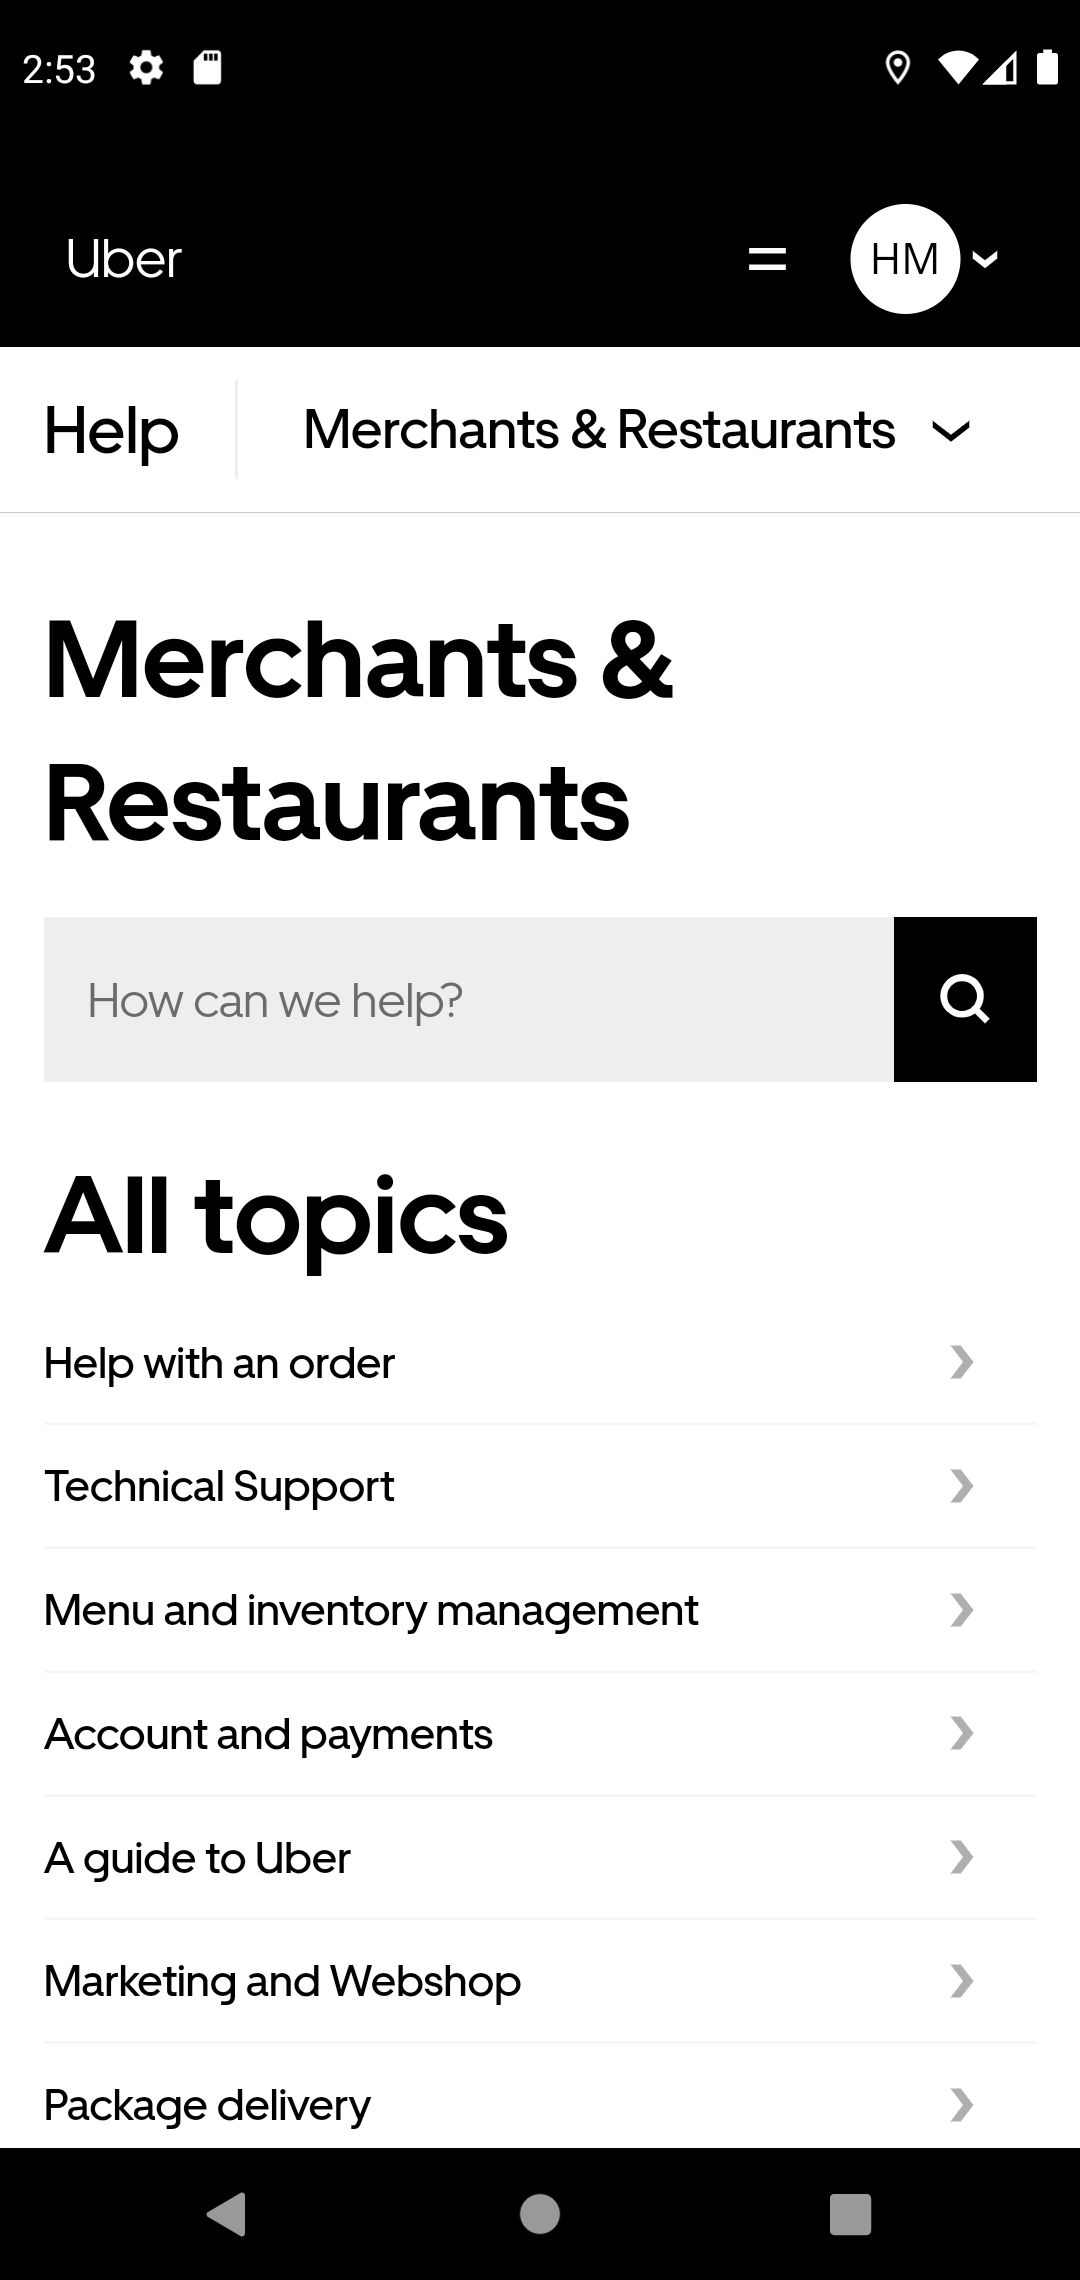 2:53
Uber
HM
Help
Merchants & Restaurants
Merchants &
Restaurants
How can we help?
All topics
Help with an order
Technical Support
Menu and inventory management
Account and payments
A guide to Uber
Marketing and Webshop
Package delivery